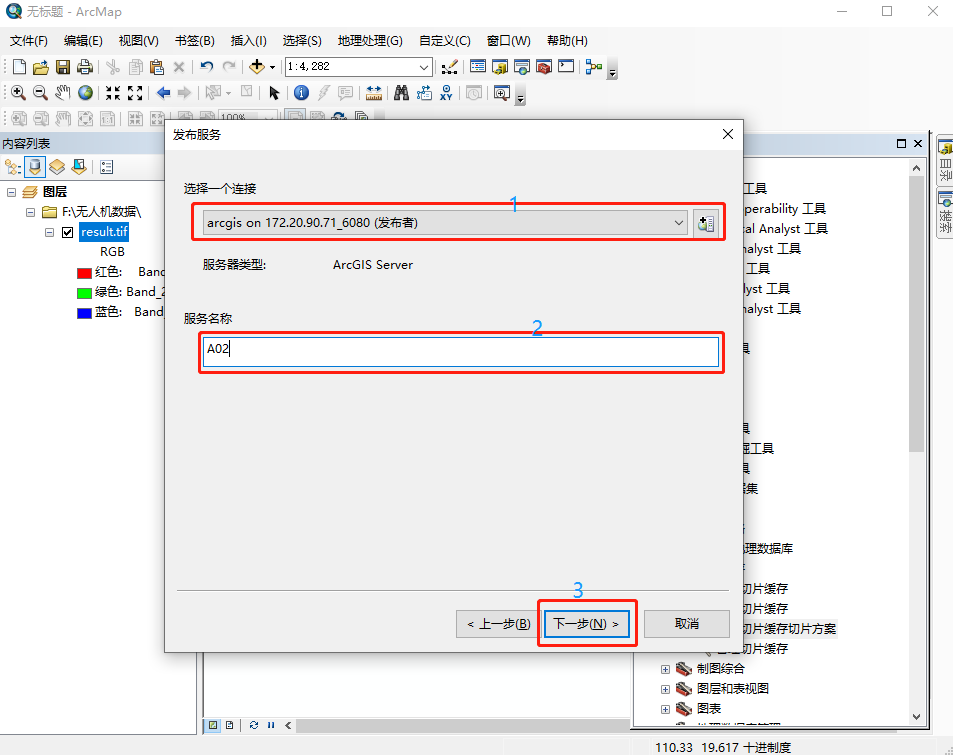 无标题 - ArcMap
文件(F) 编辑(E) 视图(V) 书签(B) 插入(I) 选择(S) 地理处理(G) 自定义(C) 窗口(W) 帮助(H)
1:4,282
100%
内容列表
图层
F:\无人机数据\
result.tif
RGB
红色: Band
绿色: Band_2
蓝色: Band
发布服务
选择一个连接
1
arcgis on 172.20.90.71_6080 (发布者)
服务器类型: ArcGIS Server
服务名称
2
A02
3
< 上一步(B)
下一步(N) >
取消
工具
perability 工具
cal Analyst 工具
nalyst 工具
工具
lyst 工具
nalyst 工具
具
具
掘工具
具
集
理数据库
切片缓存
切片缓存
切片缓存切片方案
管理切片缓存
制图综合
图层和表视图
图表
目录
搜索
110.33 19.617 十进制度